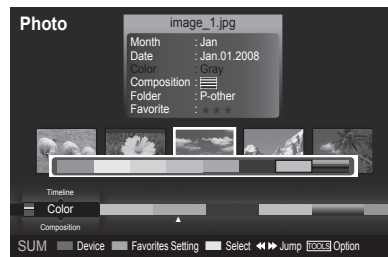 Photo
image_1.jpg
Month : Jan
Date : Jan.01.2008
Color : Gray
Composition :
Folder : P-other
Favorite : ★ ★ ★
Timeline
Color
Composition
SUM Device Favorites Setting Select Jump TOOLS Option